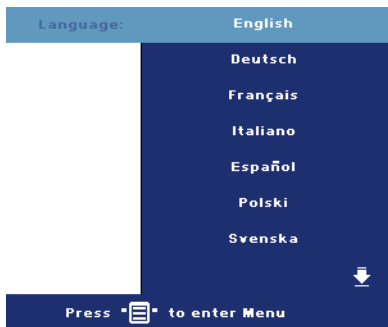 Language: English
Deutsch
Français
Italiano
Español
Polski
Svenska
Press "" to enter Menu